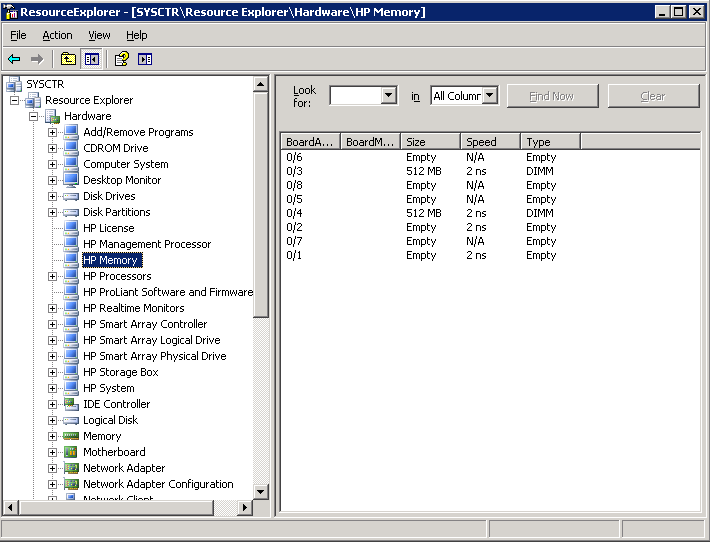 ResourceExplorer - [SYSCTR\Resource Explorer\Hardware\HP Memory]
File Action View Help
SYSCTR
Resource Explorer
Hardware
Add/Remove Programs
CDROM Drive
Computer System
Desktop Monitor
Disk Drives
Disk Partitions
HP License
HP Management Processor
HP Memory
HP Processors
HP ProLiant Software and Firmware
HP Realtime Monitors
HP Smart Array Controller
HP Smart Array Logical Drive
HP Smart Array Physical Drive
HP Storage Box
HP System
IDE Controller
Logical Disk
Memory
Motherboard
Network Adapter
Network Adapter Configuration
Network Client
Look for: in All Column Find Now Clear
BoardA... BoardM... Size Speed Type
0/6 Empty N/A Empty
0/3 512 MB 2 ns DIMM
0/8 Empty N/A Empty
0/5 Empty N/A Empty
0/4 512 MB 2 ns DIMM
0/2 Empty 2 ns Empty
0/7 Empty N/A Empty
0/1 Empty 2 ns Empty